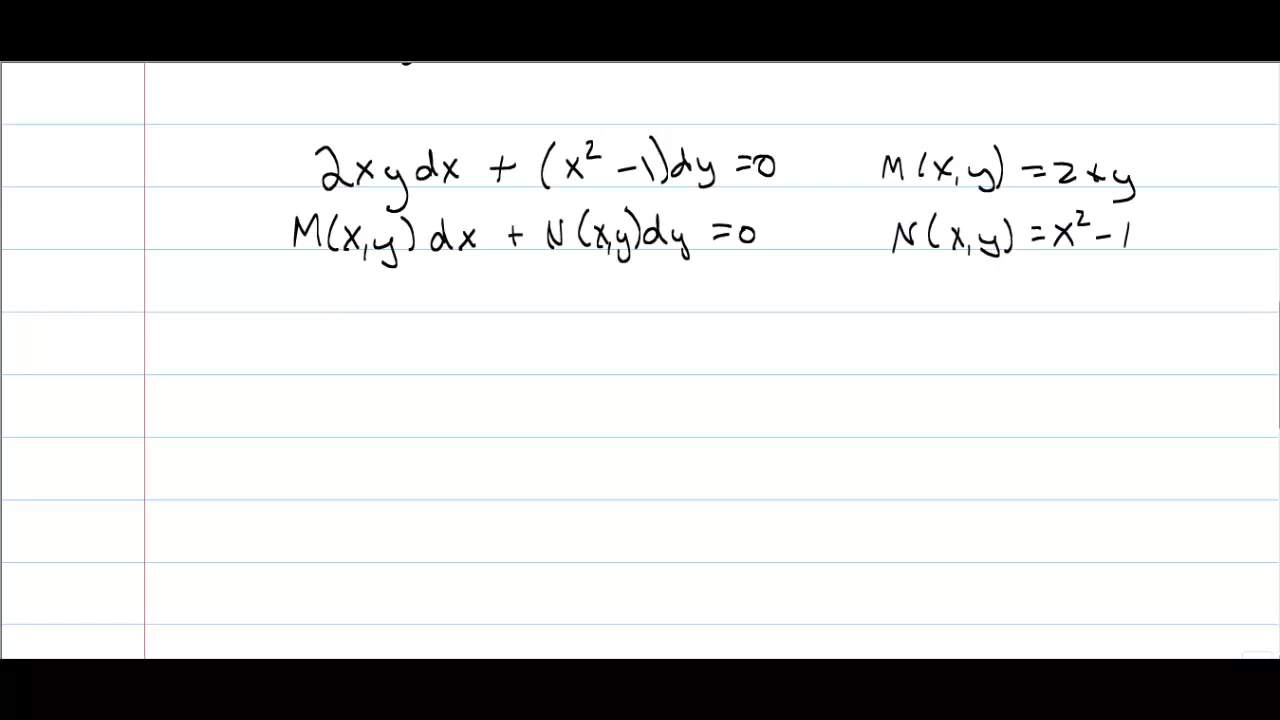 2xy dx + (x² - 1)dy = 0 M(x,y) = 2xy
M(x,y) dx + N(x,y)dy = 0 N(x,y) = x² - 1